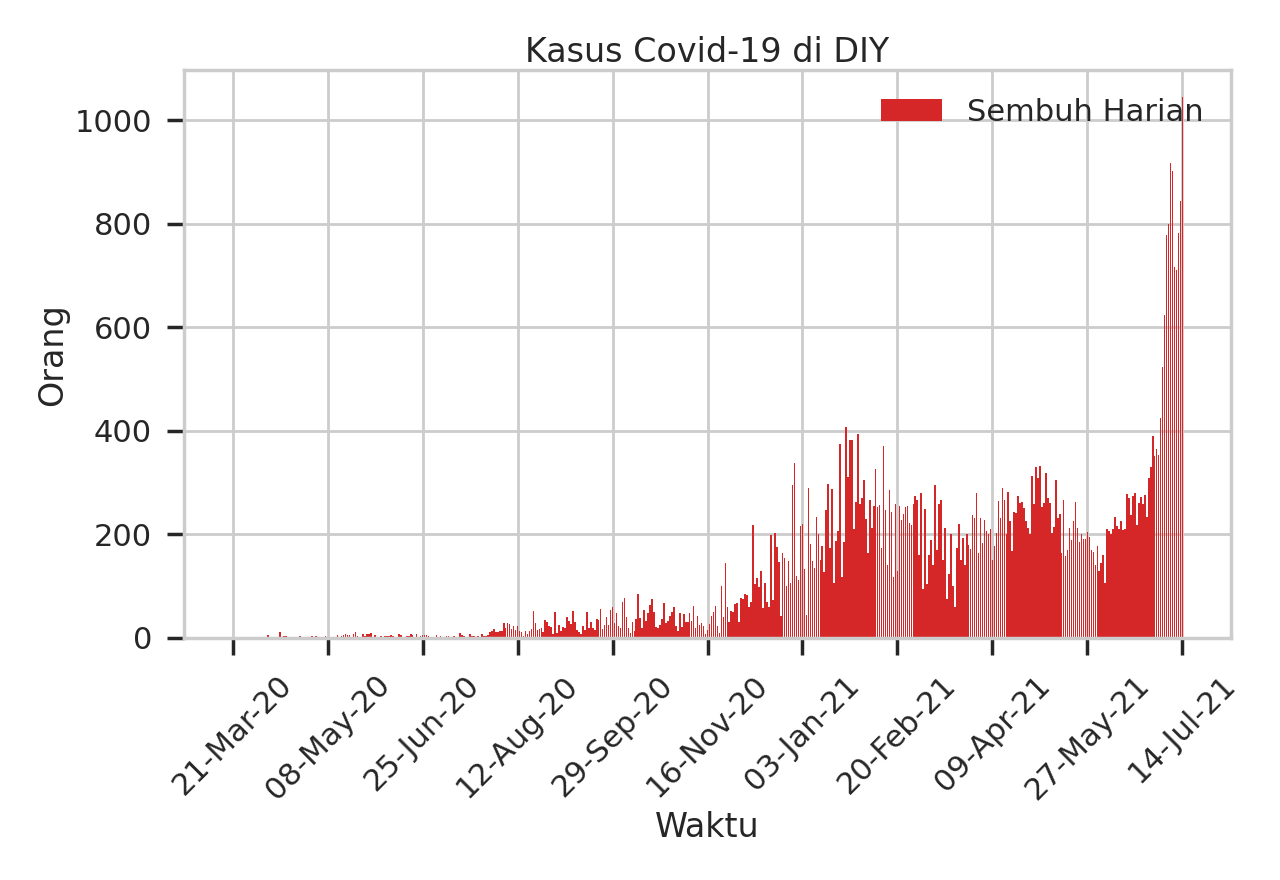 Kasus Covid-19 di DIY
Sembuh Harian
1000
800
600
400
200
0
Orang
21-Mar-20
08-May-20
25-Jun-20
12-Aug-20
29-Sep-20
16-Nov-20
03-Jan-21
20-Feb-21
09-Apr-21
27-May-21
14-Jul-21
Waktu